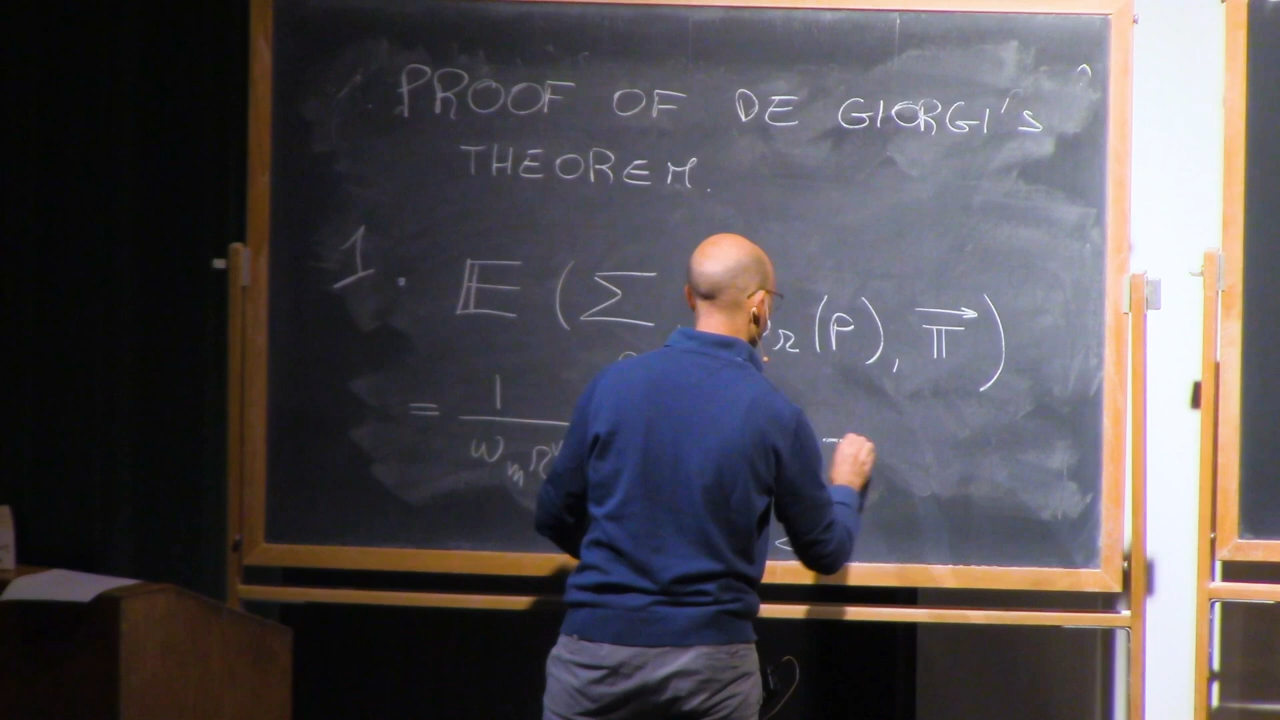 PROOF OF DE GIORGI'S
THEOREM.
1. 𝔼 (Σ r(p), π⃗)
= 1
ω_m r